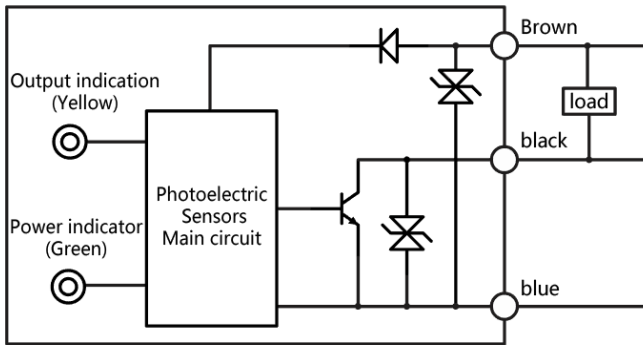 Brown
Output indication
(Yellow)
load
black
Photoelectric
Sensors
Main circuit
Power indicator
(Green)
blue